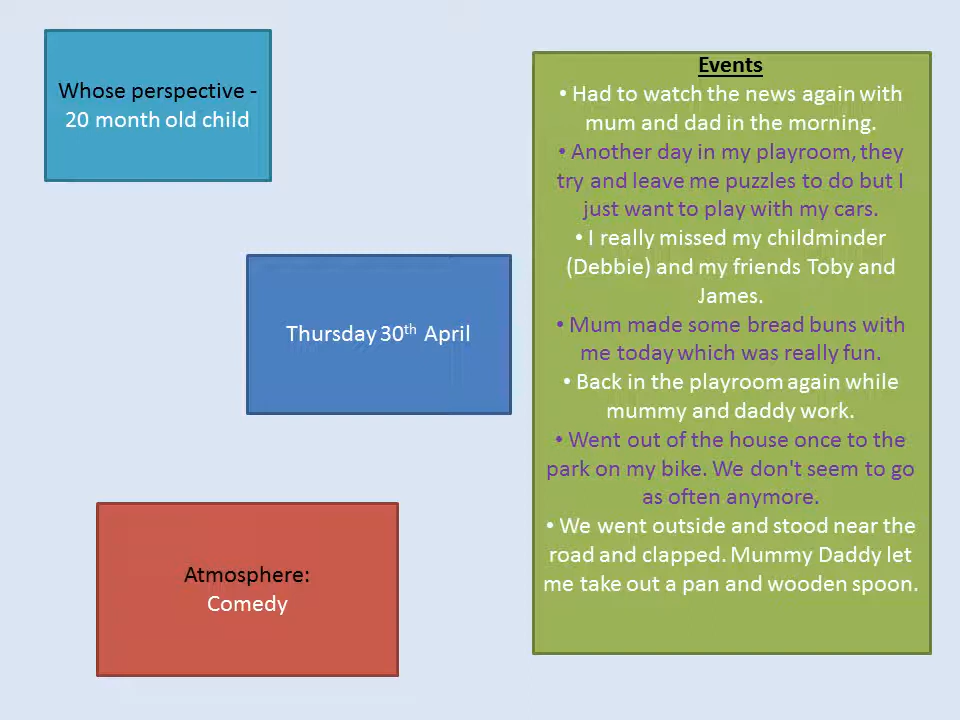 Whose perspective -
20 month old child
Thursday 30th April
Atmosphere:
Comedy
Events
• Had to watch the news again with
mum and dad in the morning.
• Another day in my playroom, they
try and leave me puzzles to do but I
just want to play with my cars.
• I really missed my childminder
(Debbie) and my friends Toby and
James.
• Mum made some bread buns with
me today which was really fun.
• Back in the playroom again while
mummy and daddy work.
• Went out of the house once to the
park on my bike. We don't seem to go
as often anymore.
• We went outside and stood near the
road and clapped. Mummy Daddy let
me take out a pan and wooden spoon.